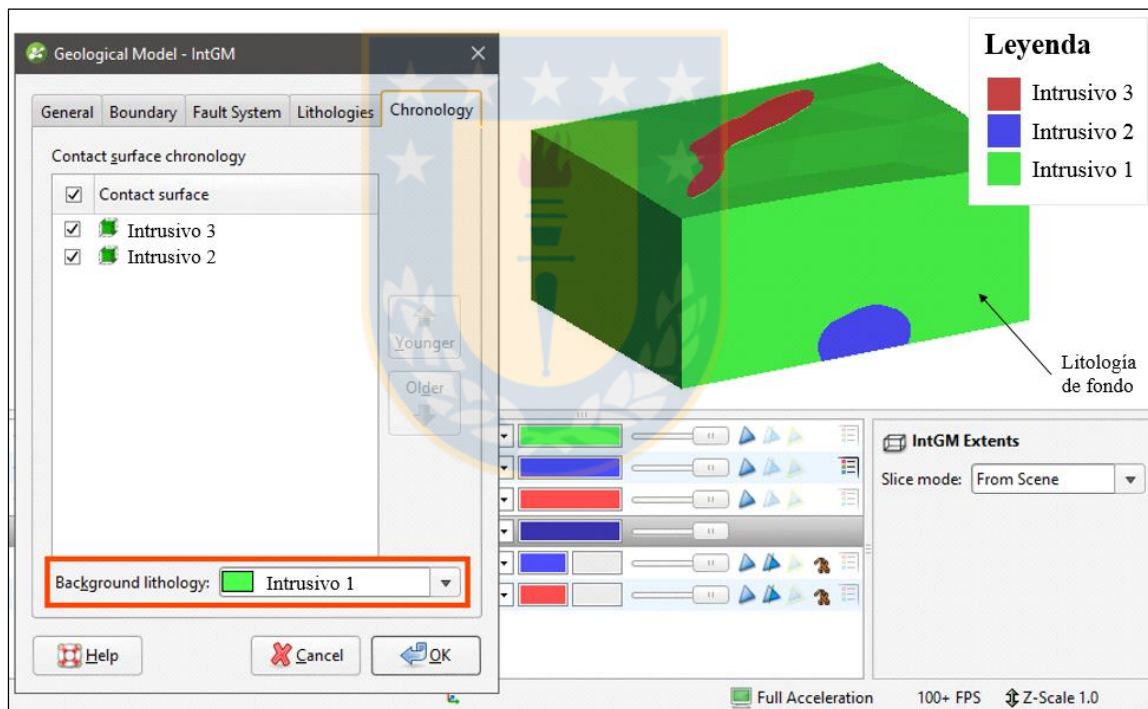 Geological Model - IntGM
General Boundary Fault System Lithologies Chronology
Contact surface chronology
Contact surface
Intrusivo 3
Intrusivo 2
Younger
Older
Background lithology: Intrusivo 1
Help Cancel OK
Leyenda
Intrusivo 3
Intrusivo 2
Intrusivo 1
Litología
de fondo
IntGM Extents
Slice mode: From Scene
Full Acceleration 100+ FPS Z-Scale 1.0